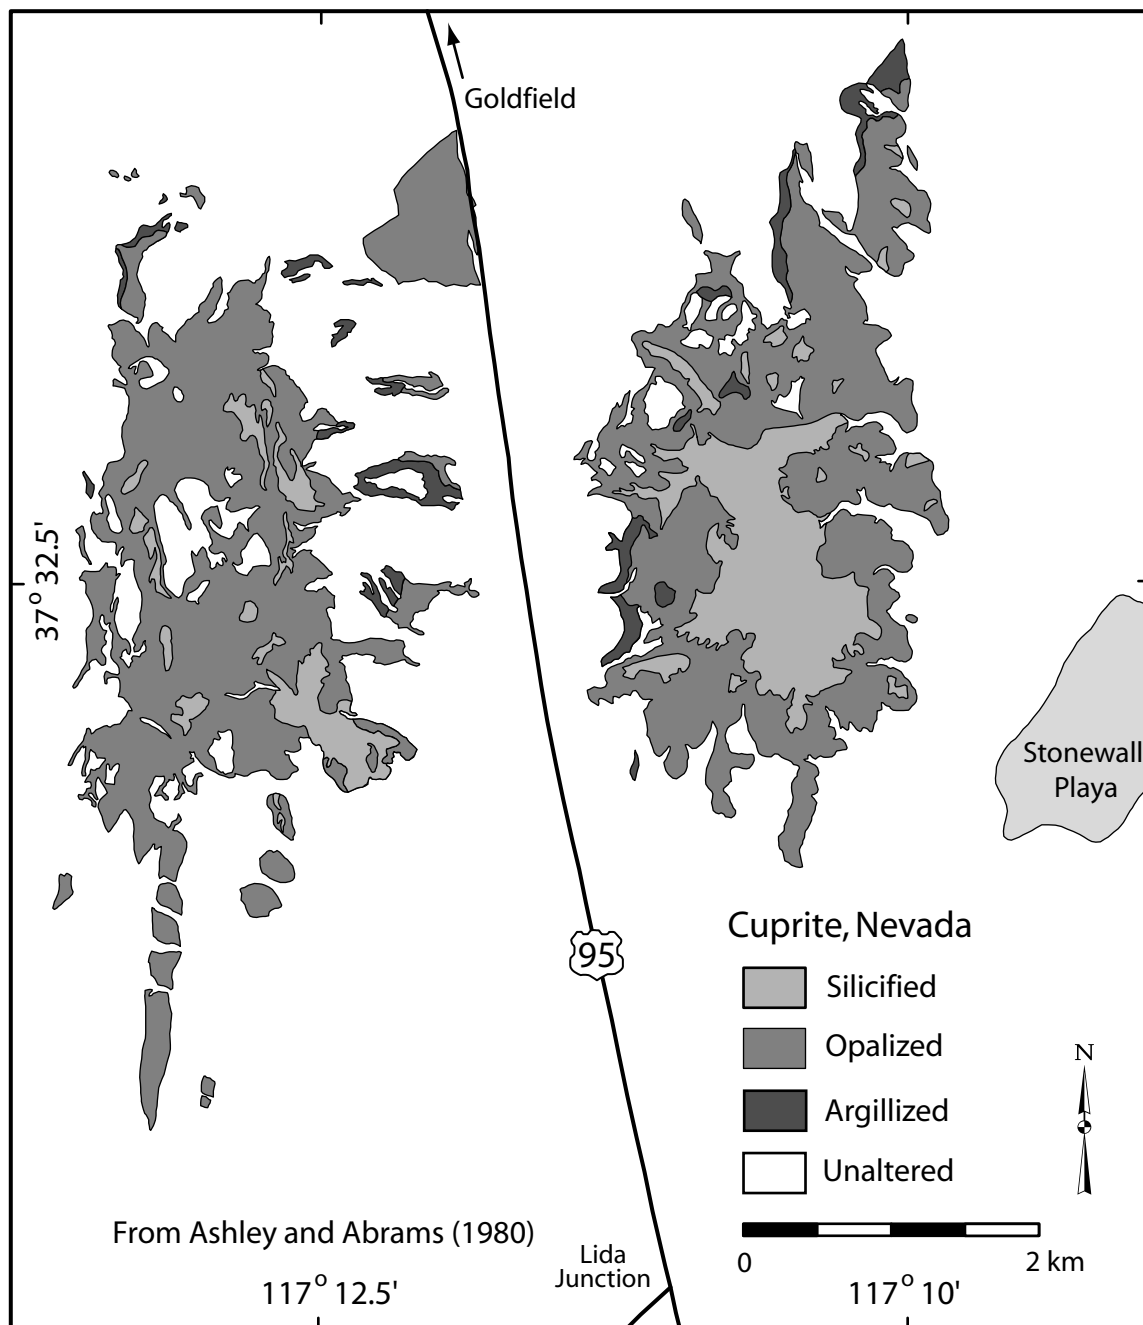 Goldfield
37° 32.5'
Stonewall
Playa
Cuprite, Nevada
95
Silicified
Opalized
N
Argillized
Unaltered
From Ashley and Abrams (1980)
Lida
Junction
0
2 km
117° 12.5'
117° 10'